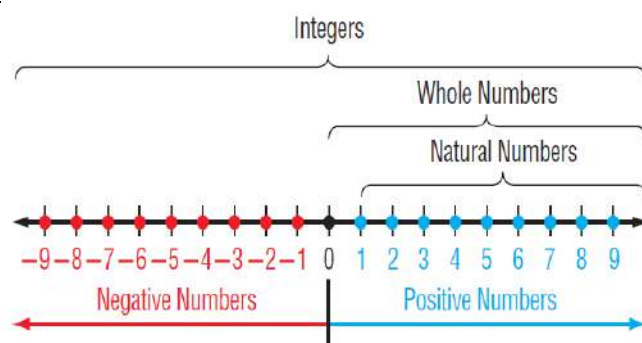 Integers
Whole Numbers
Natural Numbers
−9 −8 −7 −6 −5 −4 −3 −2 −1 0 1 2 3 4 5 6 7 8 9
Negative Numbers Positive Numbers